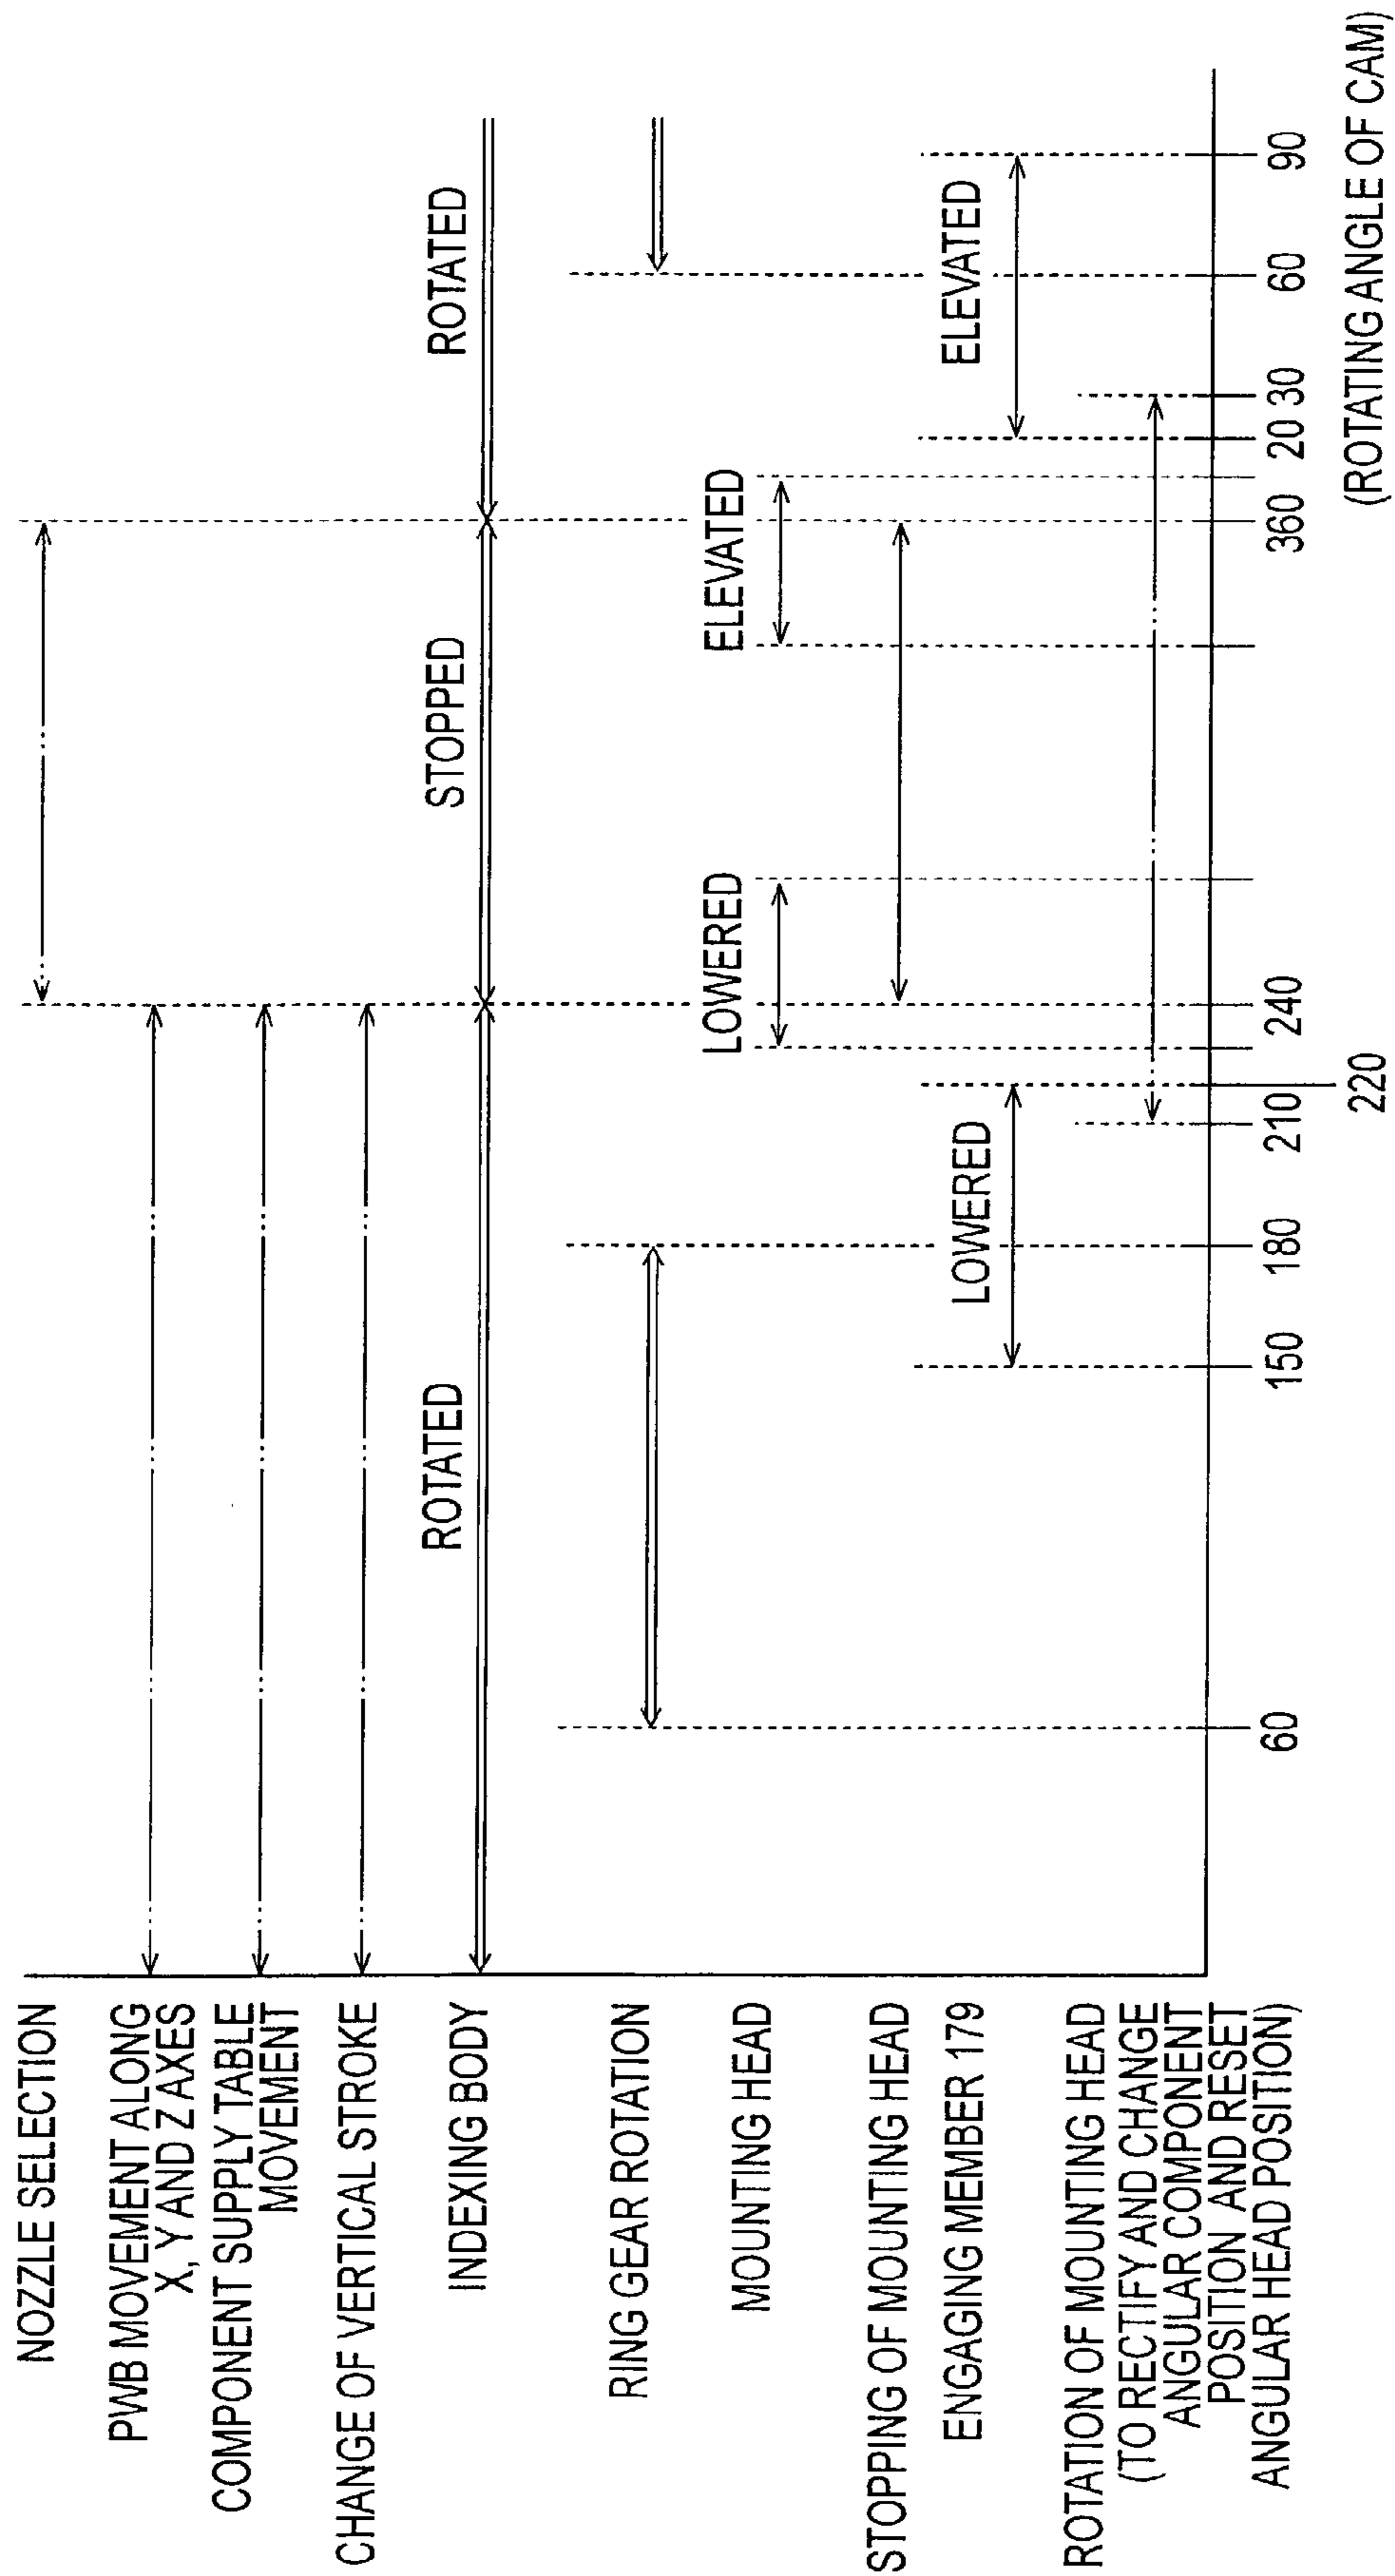 NOZZLE SELECTION
PWB MOVEMENT ALONG
X, Y AND Z AXES
COMPONENT SUPPLY TABLE
MOVEMENT
CHANGE OF VERTICAL STROKE
INDEXING BODY
ROTATED
STOPPED
ROTATED
RING GEAR ROTATION
MOUNTING HEAD
LOWERED
ELEVATED
STOPPING OF MOUNTING HEAD
ENGAGING MEMBER 179
LOWERED
ELEVATED
ROTATION OF MOUNTING HEAD
(TO RECTIFY AND CHANGE
ANGULAR COMPONENT
POSITION AND RESET
ANGULAR HEAD POSITION)
60 150 180 210 240 360 20 30 60 90
220
(ROTATING ANGLE OF CAM)